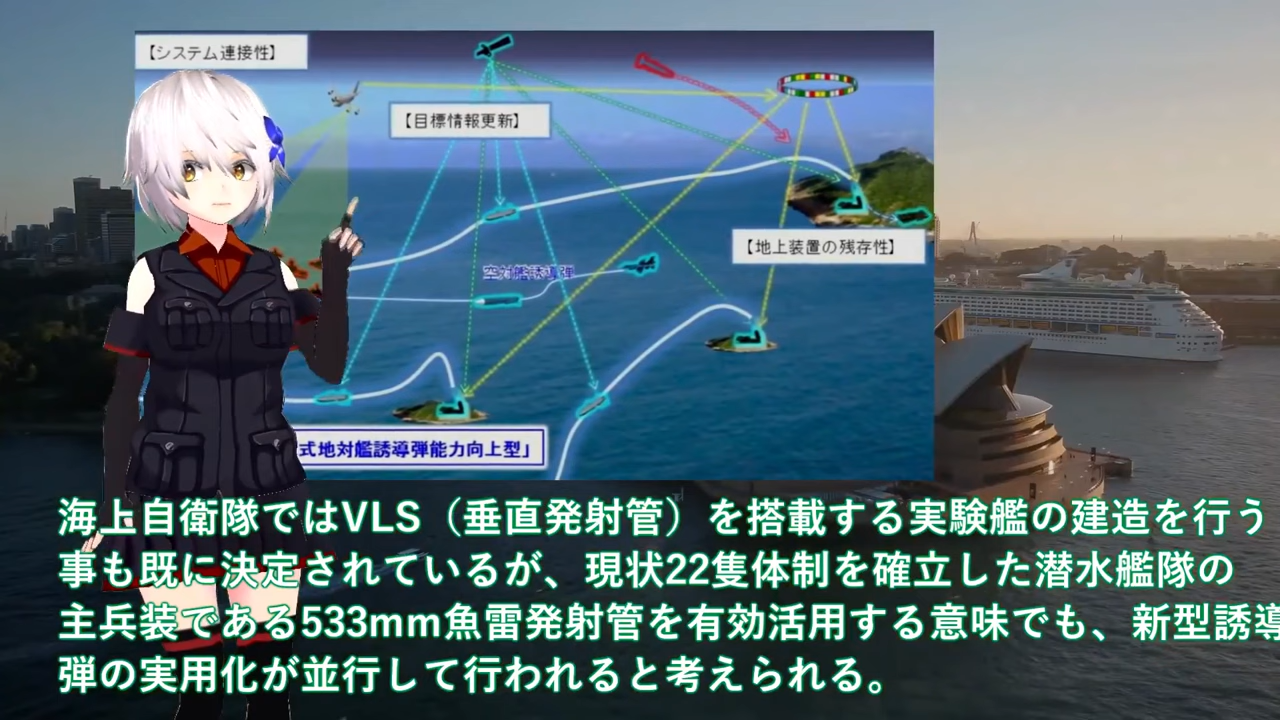 【システム連接性】
【目標情報更新】
【地上装置の残存性】
空対艦誘導弾
式地対艦誘導弾能力向上型」
海上自衛隊ではVLS（垂直発射管）を搭載する実験艦の建造を行う
事も既に決定されているが、現状22隻体制を確立した潜水艦隊の
主兵装である533mm魚雷発射管を有効活用する意味でも、新型誘導
弾の実用化が並行して行われると考えられる。